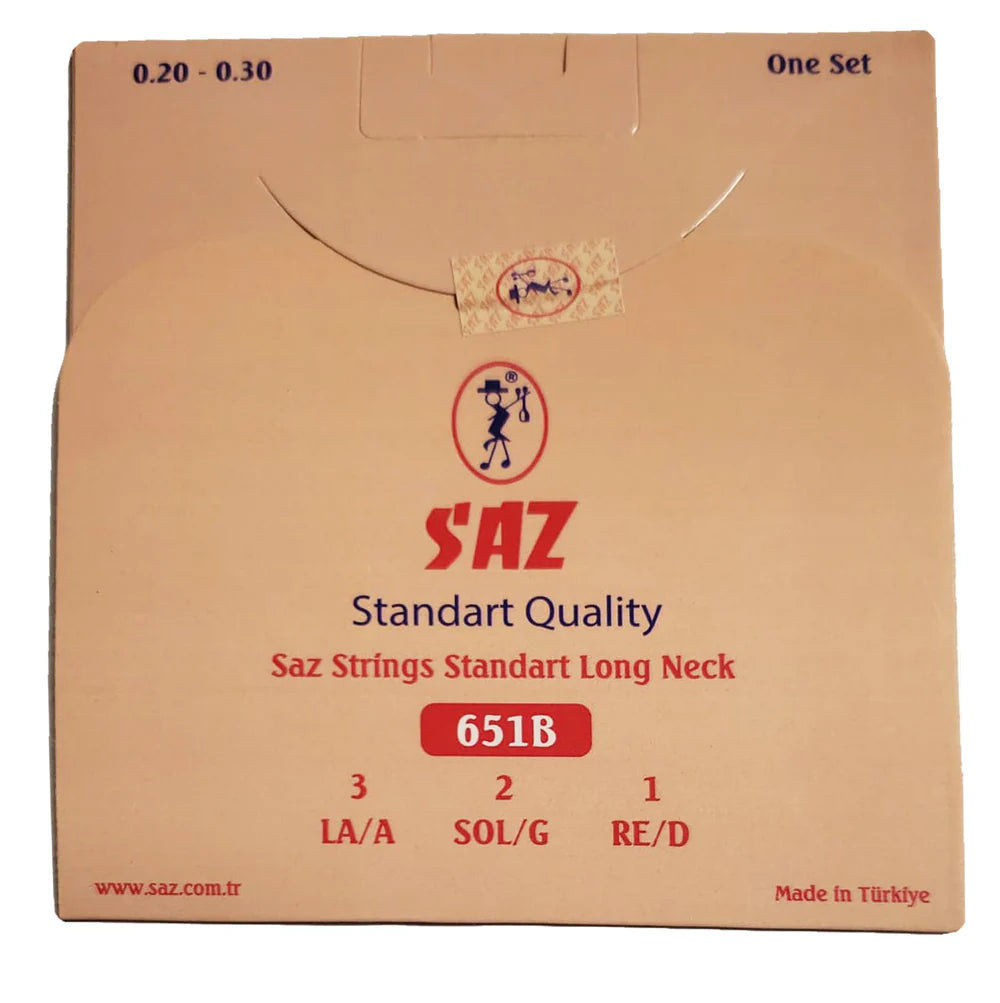 0.20 - 0.30
One Set
SAZ
®
SAZ
Standart Quality
Saz Strings Standart Long Neck
651B
3 2 1
LA/A SOL/G RE/D
www.saz.com.tr
Made in Türkiye